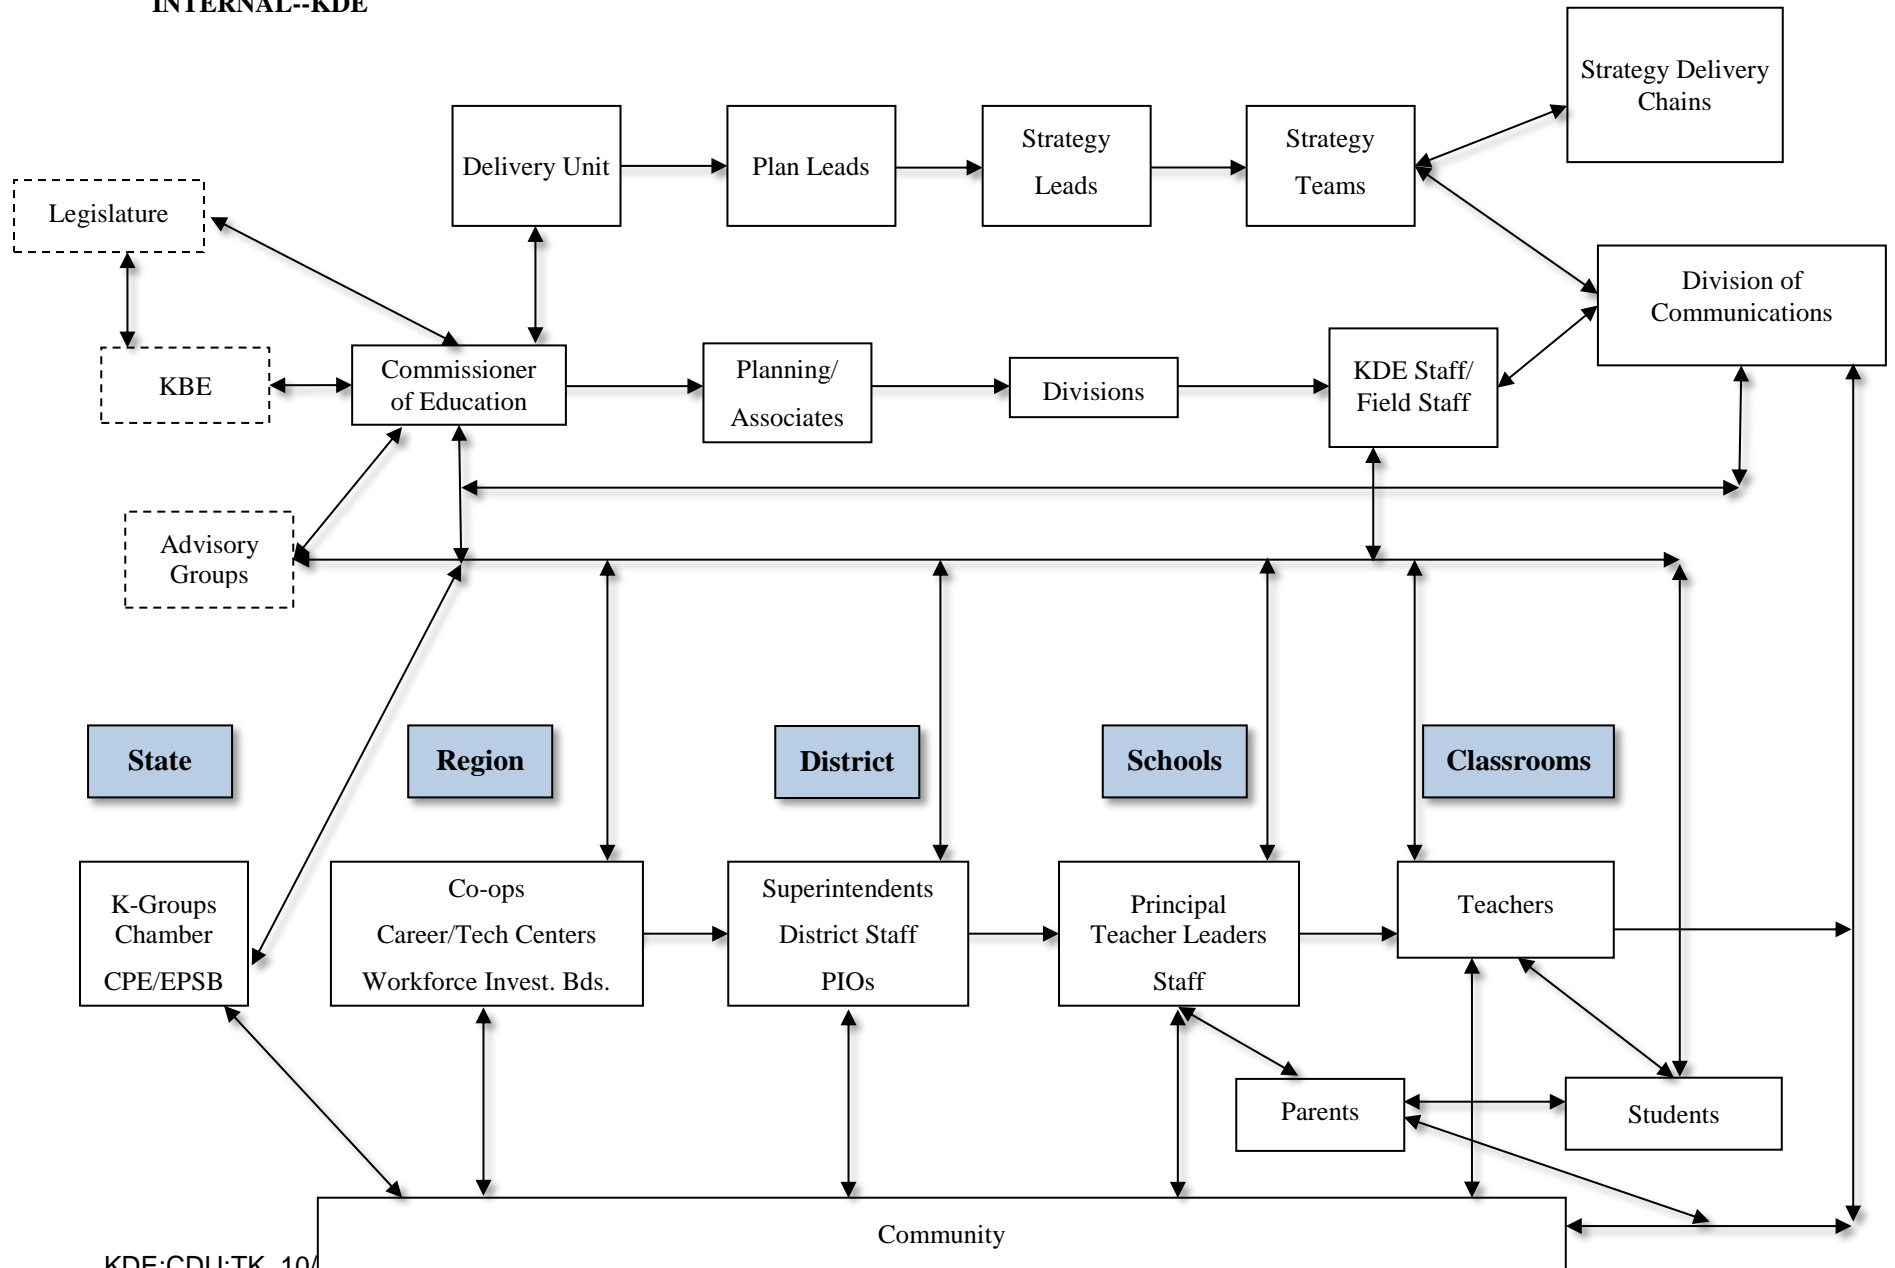 INTERNAL--KDE
Strategy Delivery
Chains
Delivery Unit
Plan Leads
Strategy
Leads
Strategy
Teams
Legislature
Division of
Communications
KBE
Commissioner
of Education
Planning/
Associates
Divisions
KDE Staff/
Field Staff
Advisory
Groups
State
Region
District
Schools
Classrooms
K-Groups
Chamber
CPE/EPSB
Co-ops
Career/Tech Centers
Workforce Invest. Bds.
Superintendents
District Staff
PIOs
Principal
Teacher Leaders
Staff
Teachers
Parents
Students
Community
KDE:CDU:TK 10/